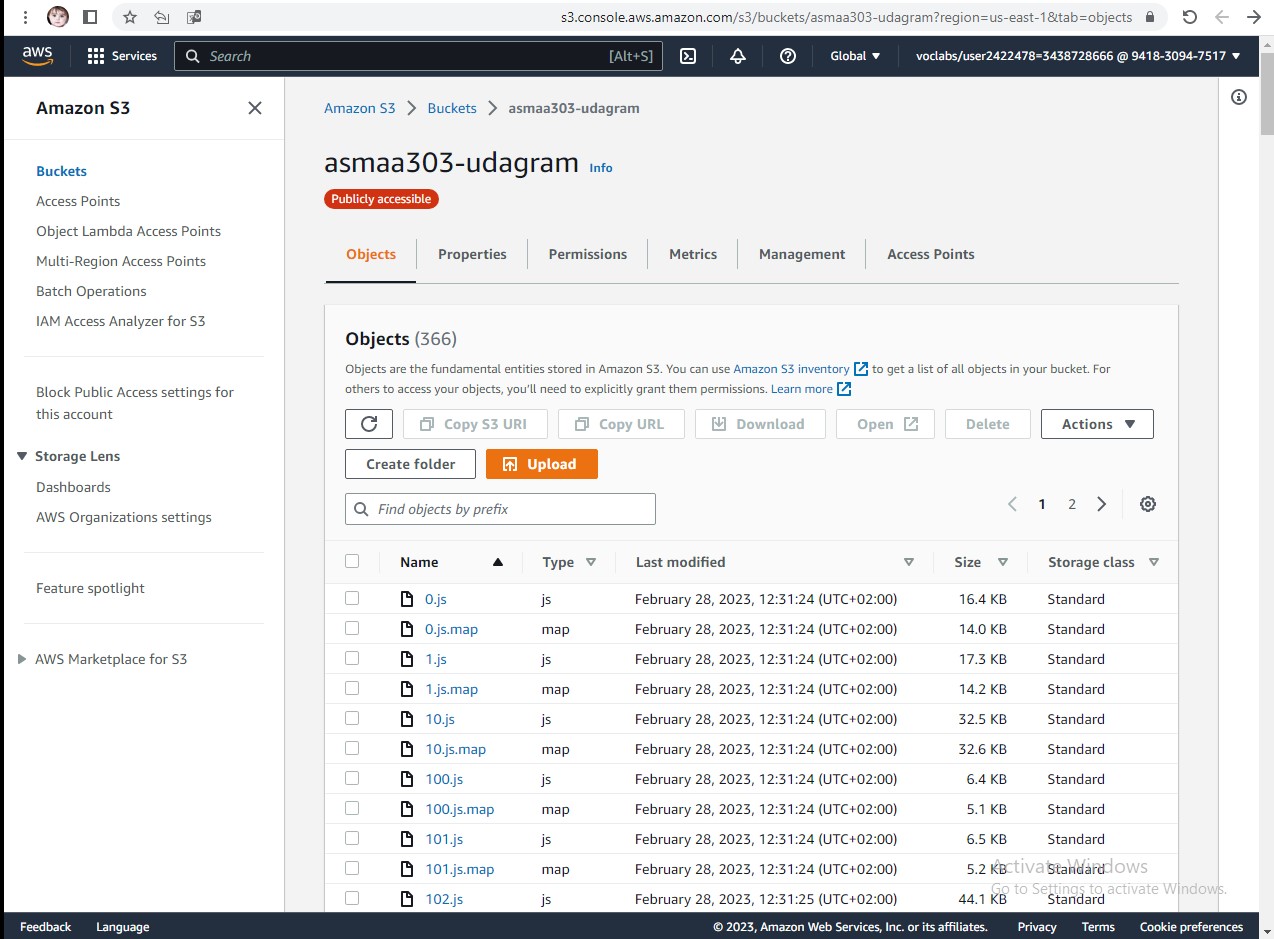 s3.console.aws.amazon.com/s3/buckets/asmaa303-udagram?region=us-east-1&tab=objects
aws
Services
Search
[Alt+S]
Global ▼
voclabs/user2422478=3438728666 @ 9418-3094-7517 ▼
Amazon S3
Buckets
Access Points
Object Lambda Access Points
Multi-Region Access Points
Batch Operations
IAM Access Analyzer for S3
Block Public Access settings for
this account
▼ Storage Lens
Dashboards
AWS Organizations settings
Feature spotlight
▶ AWS Marketplace for S3
Amazon S3 > Buckets > asmaa303-udagram
asmaa303-udagram Info
Publicly accessible
Objects Properties Permissions Metrics Management Access Points
Objects (366)
Objects are the fundamental entities stored in Amazon S3. You can use Amazon S3 inventory to get a list of all objects in your bucket. For
others to access your objects, you'll need to explicitly grant them permissions. Learn more
Copy S3 URI Copy URL Download Open Delete Actions ▼
Create folder Upload
Find objects by prefix
< 1 2 >
Name ▲ Type Last modified Size Storage class
0.js js February 28, 2023, 12:31:24 (UTC+02:00) 16.4 KB Standard
0.js.map map February 28, 2023, 12:31:24 (UTC+02:00) 14.0 KB Standard
1.js js February 28, 2023, 12:31:24 (UTC+02:00) 17.3 KB Standard
1.js.map map February 28, 2023, 12:31:24 (UTC+02:00) 14.2 KB Standard
10.js js February 28, 2023, 12:31:24 (UTC+02:00) 32.5 KB Standard
10.js.map map February 28, 2023, 12:31:24 (UTC+02:00) 32.6 KB Standard
100.js js February 28, 2023, 12:31:24 (UTC+02:00) 6.4 KB Standard
100.js.map map February 28, 2023, 12:31:24 (UTC+02:00) 5.1 KB Standard
101.js js February 28, 2023, 12:31:24 (UTC+02:00) 6.5 KB Standard
101.js.map map February 28, 2023, 12:31:24 (UTC+02:00) 5.2 KB Standard
102.js js February 28, 2023, 12:31:25 (UTC+02:00) 44.1 KB Standard
Activate Windows
Go to Settings to activate Windows.
Feedback Language
© 2023, Amazon Web Services, Inc. or its affiliates. Privacy Terms Cookie preferences